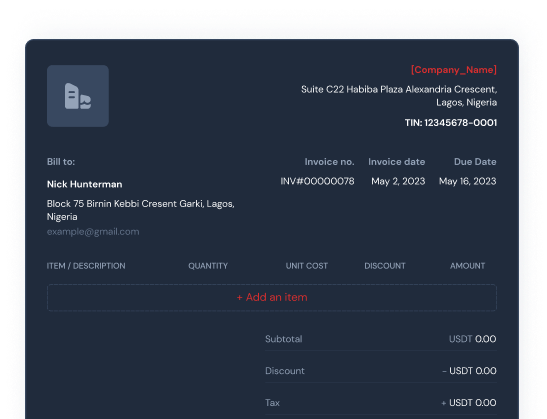 [Company_Name]
Suite C22 Habiba Plaza Alexandria Crescent,
Lagos, Nigeria
TIN: 12345678-0001
Bill to:
Nick Hunterman
Block 75 Birnin Kebbi Cresent Garki, Lagos,
Nigeria
example@gmail.com
Invoice no. Invoice date Due Date
INV#00000078 May 2, 2023 May 16, 2023
ITEM / DESCRIPTION QUANTITY UNIT COST DISCOUNT AMOUNT
+ Add an item
Subtotal USDT 0.00
Discount - USDT 0.00
Tax + USDT 0.00